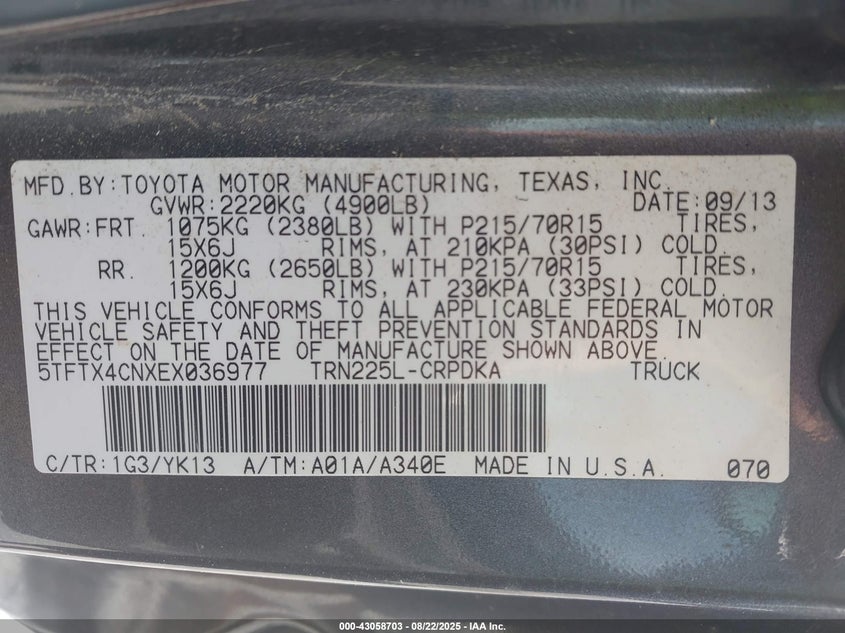 MFD.BY:TOYOTA MOTOR MANUFACTURING, TEXAS, INC.
GVWR:2220KG (4900LB) DATE:09/13
GAWR:FRT. 1075KG (2380LB) WITH P215/70R15 TIRES,
15X6J RIMS, AT 210KPA (30PSI) COLD.
RR. 1200KG (2650LB) WITH P215/70R15 TIRES,
15X6J RIMS, AT 230KPA (33PSI) COLD.
THIS VEHICLE CONFORMS TO ALL APPLICABLE FEDERAL MOTOR
VEHICLE SAFETY AND THEFT PREVENTION STANDARDS IN
EFFECT ON THE DATE OF MANUFACTURE SHOWN ABOVE.
5TFTX4CNXEX036977 TRN225L-CRPDKA TRUCK
C/TR:1G3/YK13 A/TM:A01A/A340E MADE IN U.S.A. 070
000-43058703 - 08/22/2025 - IAA Inc.